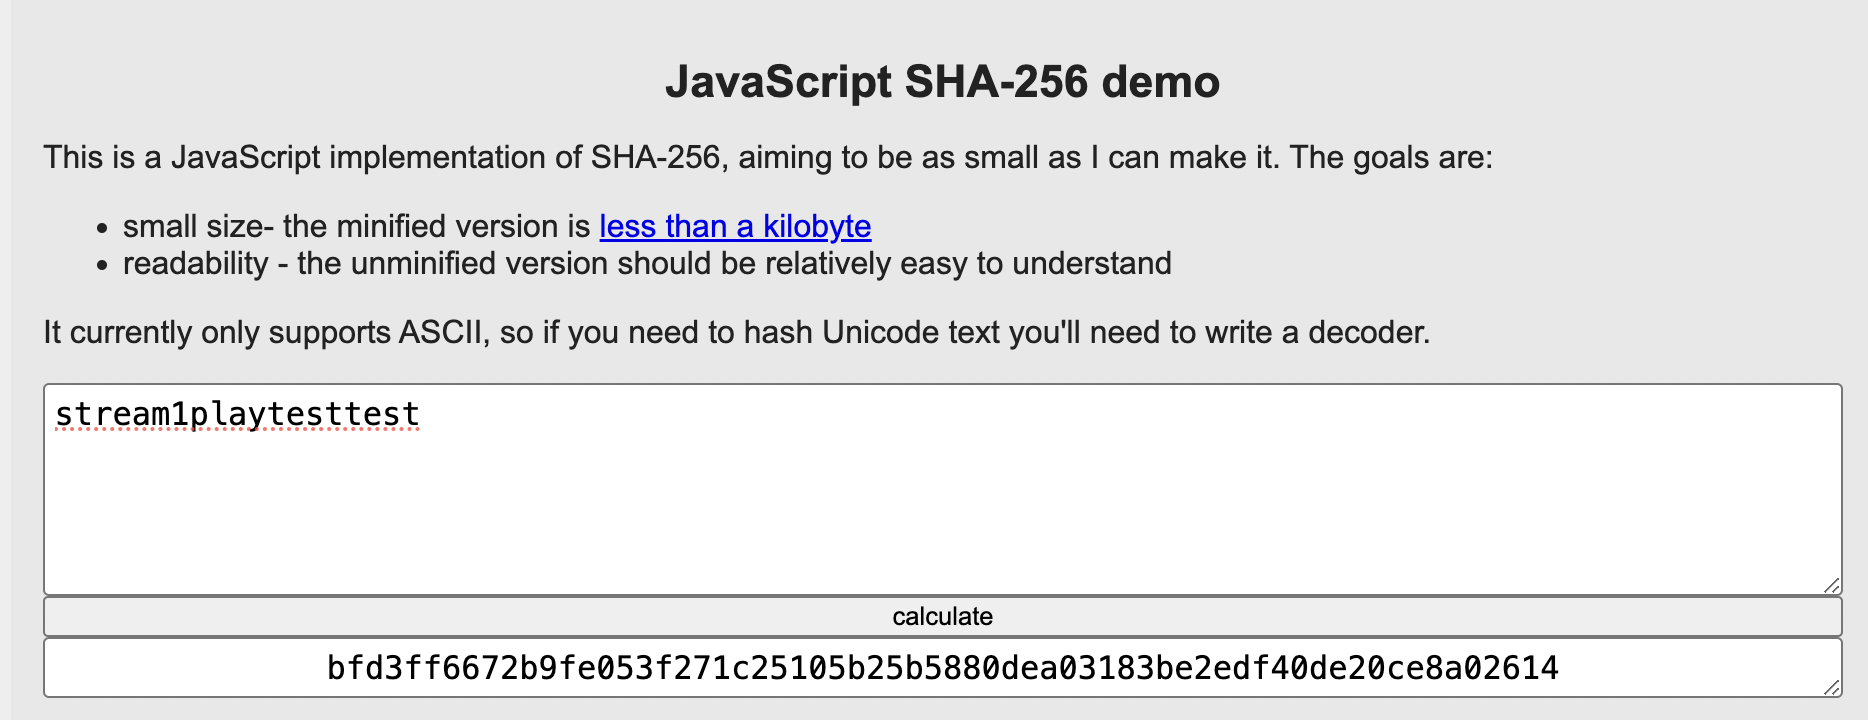 JavaScript SHA-256 demo
This is a JavaScript implementation of SHA-256, aiming to be as small as I can make it. The goals are:
• small size- the minified version is less than a kilobyte
• readability - the unminified version should be relatively easy to understand
It currently only supports ASCII, so if you need to hash Unicode text you'll need to write a decoder.
stream1playtesttest
calculate
bfd3ff6672b9fe053f271c25105b25b5880dea03183be2edf40de20ce8a02614